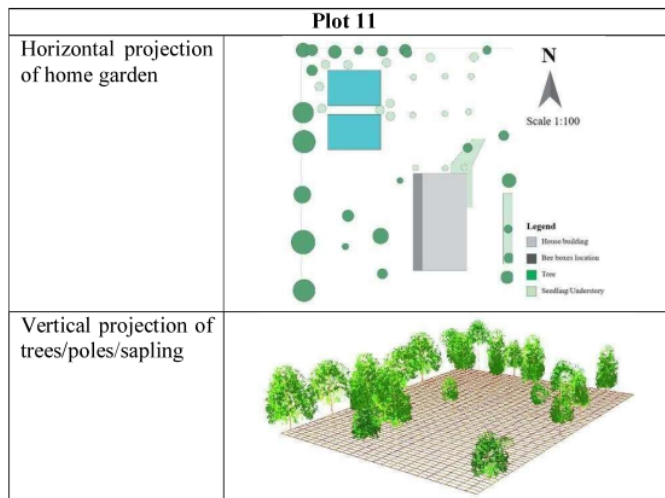 Plot 11
Horizontal projection
of home garden
N
Scale 1:100
Legend
House building
Bee boxes location
Tree
Seedling/Understory
Vertical projection of
trees/poles/sapling